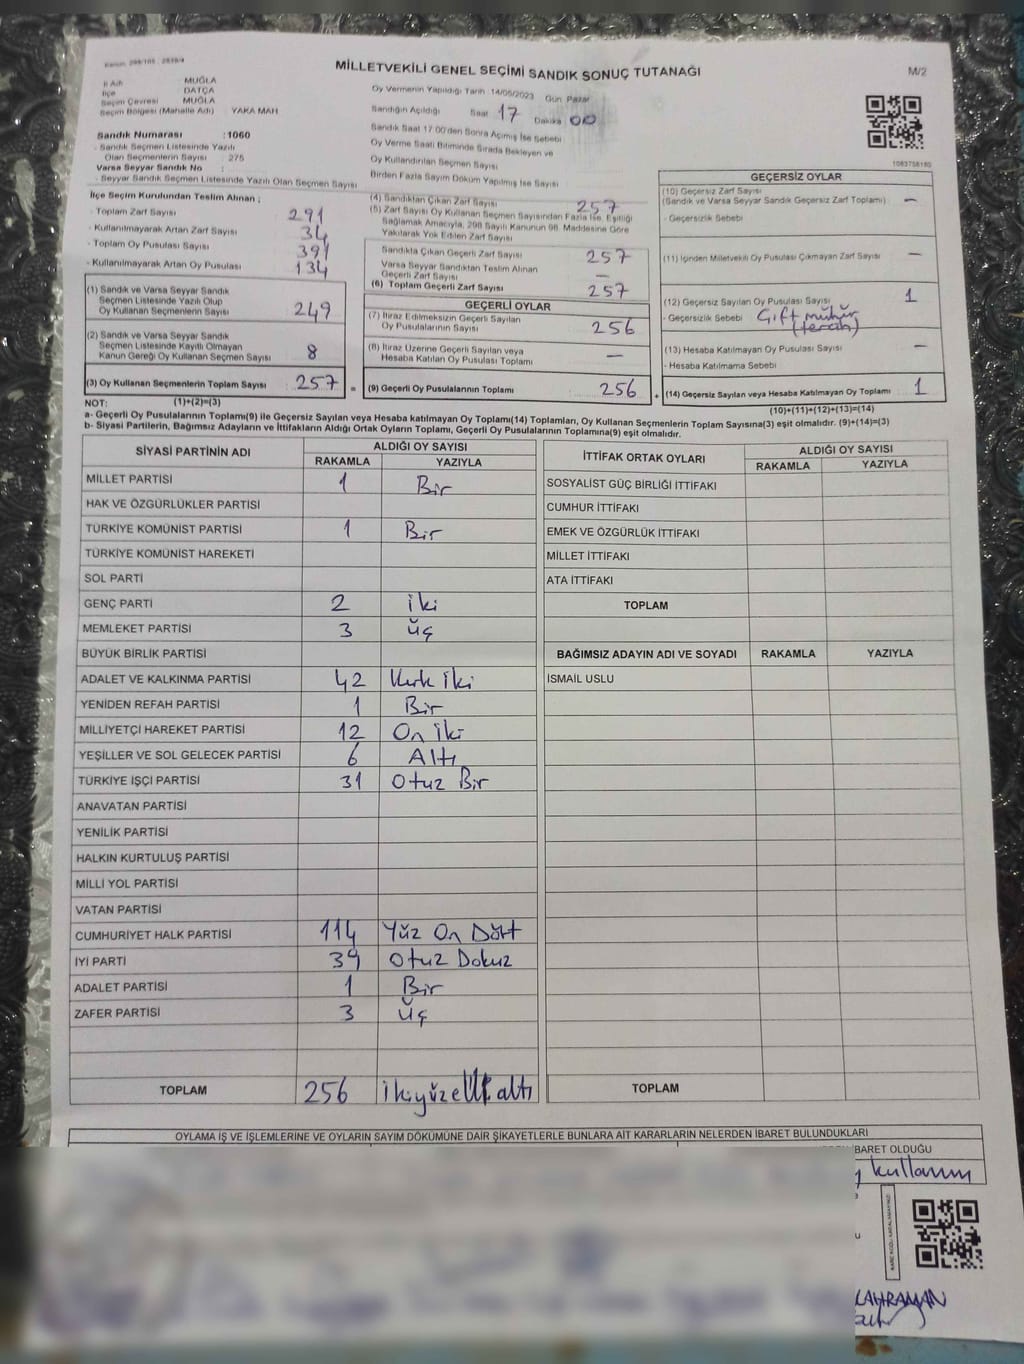 MİLLETVEKİLİ GENEL SEÇİMİ SANDIK SONUÇ TUTANAĞI
M/2
İl Adı MUĞLA
İlçe DATÇA
Seçim Çevresi MUĞLA
Seçim Bölgesi (Mahalle Adı) YAKA MAH
Sandık Numarası :1060
- Sandık Seçmen Listesinde Yazılı
Olan Seçmenlerin Sayısı : 275
Varsa Seyyar Sandık No :
- Seyyar Sandık Seçmen Listesinde Yazılı Olan Seçmen Sayısı
Oy Vermenin Yapıldığı Tarih 14/05/2023 Gün Pazar
Sandığın Açıldığı Saat 17 Dakika 00
Sandık Saat 17.00'den Sonra Açılmış İse Sebebi
Oy Verme Saati Bitiminde Sırada Bekleyen ve
Oy Kullandırılan Seçmen Sayısı
Birden Fazla Sayım Döküm Yapılmış İse Sayısı
1063758185
İlçe Seçim Kurulundan Teslim Alınan ;
- Toplam Zarf Sayısı 291
- Kullanılmayarak Artan Zarf Sayısı 34
- Toplam Oy Pusulası Sayısı 391
- Kullanılmayarak Artan Oy Pusulası 134
(1) Sandık ve Varsa Seyyar Sandık
Seçmen Listesinde Yazılı Olup
Oy Kullanan Seçmenlerin Sayısı : 249
(2) Sandık ve Varsa Seyyar Sandık
Seçmen Listesinde Kayıtlı Olmayan
Kanun Gereği Oy Kullanan Seçmen Sayısı : 8
(3) Oy Kullanan Seçmenlerin Toplam Sayısı : 257
=
(4) Sandıktan Çıkan Zarf Sayısı 257
(5) Zarf Sayısı Oy Kullanan Seçmen Sayısından Fazla İse, Eşitliği
Sağlamak Amacıyla, 298 Sayılı Kanunun 98. Maddesine Göre
Yakılarak Yok Edilen Zarf Sayısı
Sandıkta Çıkan Geçerli Zarf Sayısı 257
Varsa Seyyar Sandıktan Teslim Alınan
Geçerli Zarf Sayısı —
(6) Toplam Geçerli Zarf Sayısı : 257
GEÇERLİ OYLAR
(7) İtiraz Edilmeksizin Geçerli Sayılan
Oy Pusulalarının Sayısı : 256
(8) İtiraz Üzerine Geçerli Sayılan veya
Hesaba Katılan Oy Pusulası Toplamı : —
(9) Geçerli Oy Pusulalarının Toplamı : 256
+
GEÇERSİZ OYLAR
(10) Geçersiz Zarf Sayısı
(Sandık ve Varsa Seyyar Sandık Geçersiz Zarf Toplamı) : —
- Geçersizlik Sebebi
(11) İçinden Milletvekili Oy Pusulası Çıkmayan Zarf Sayısı : —
(12) Geçersiz Sayılan Oy Pusulası Sayısı : 1
- Geçersizlik Sebebi Çift mühür
(tercih)
(13) Hesaba Katılmayan Oy Pusulası Sayısı : —
- Hesaba Katılmama Sebebi
(14) Geçersiz Sayılan veya Hesaba Katılmayan Oy Toplamı : 1
NOT: (1)+(2)=(3)
(10)+(11)+(12)+(13)=(14)
a- Geçerli Oy Pusulalarının Toplamı(9) ile Geçersiz Sayılan veya Hesaba katılmayan Oy Toplamı(14) Toplamları, Oy Kullanan Seçmenlerin Toplam Sayısına(3) eşit olmalıdır. (9)+(14)=(3)
b- Siyasi Partilerin, Bağımsız Adayların ve İttifakların Aldığı Ortak Oyların Toplamı, Geçerli Oy Pusulalarının Toplamına(9) eşit olmalıdır.
SİYASİ PARTİNİN ADI ALDIĞI OY SAYISI
RAKAMLA YAZIYLA
MİLLET PARTİSİ 1 Bir
HAK VE ÖZGÜRLÜKLER PARTİSİ
TÜRKİYE KOMÜNİST PARTİSİ 1 Bir
TÜRKİYE KOMÜNİST HAREKETİ
SOL PARTİ
GENÇ PARTİ 2 iki
MEMLEKET PARTİSİ 3 üç
BÜYÜK BİRLİK PARTİSİ
ADALET VE KALKINMA PARTİSİ 42 Kırk iki
YENİDEN REFAH PARTİSİ 1 Bir
MİLLİYETÇİ HAREKET PARTİSİ 12 On iki
YEŞİLLER VE SOL GELECEK PARTİSİ 6 Altı
TÜRKİYE İŞÇİ PARTİSİ 31 Otuz Bir
ANAVATAN PARTİSİ
YENİLİK PARTİSİ
HALKIN KURTULUŞ PARTİSİ
MİLLİ YOL PARTİSİ
VATAN PARTİSİ
CUMHURİYET HALK PARTİSİ 114 Yüz On Dört
İYİ PARTİ 39 Otuz Dokuz
ADALET PARTİSİ 1 Bir
ZAFER PARTİSİ 3 Üç
TOPLAM 256 ikiyüzelli altı
İTTİFAK ORTAK OYLARI ALDIĞI OY SAYISI
RAKAMLA YAZIYLA
SOSYALİST GÜÇ BİRLİĞİ İTTİFAKI
CUMHUR İTTİFAKI
EMEK VE ÖZGÜRLÜK İTTİFAKI
MİLLET İTTİFAKI
ATA İTTİFAKI
TOPLAM
BAĞIMSIZ ADAYIN ADI VE SOYADI RAKAMLA YAZIYLA
İSMAİL USLU
TOPLAM
OYLAMA İŞ VE İŞLEMLERİNE VE OYLARIN SAYIM DÖKÜMÜNE DAİR ŞİKAYETLERLE BUNLARA AİT KARARLARIN NELERDEN İBARET BULUNDUKLARI
BARET OLDUĞU
kullanım
KAHRAMAN